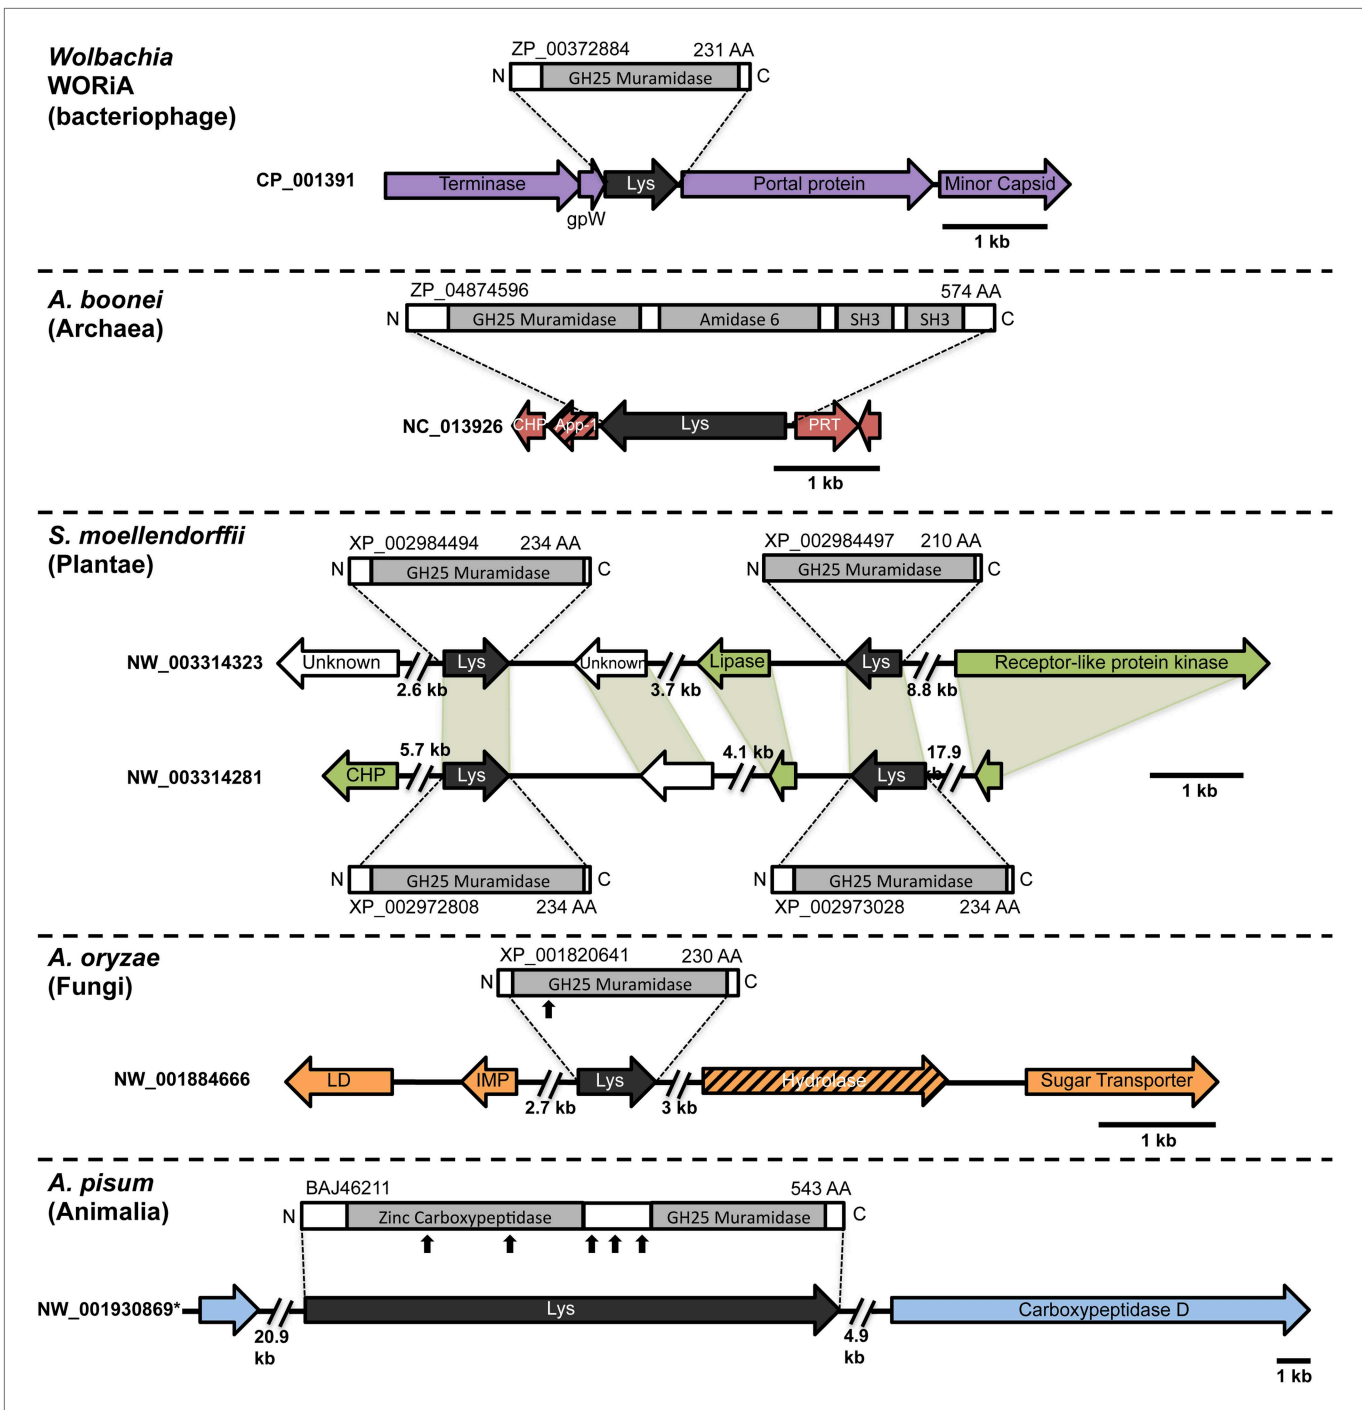 Wolbachia
WORiA
(bacteriophage)
ZP_00372884 231 AA
N GH25 Muramidase C
CP_001391 Terminase Lys Portal protein Minor Capsid
gpW
1 kb
A. boonei
(Archaea)
ZP_04874596 574 AA
N GH25 Muramidase Amidase 6 SH3 SH3 C
NC_013926 CHP App-1 Lys PRT
1 kb
S. moellendorffii
(Plantae)
XP_002984494 234 AA XP_002984497 210 AA
N GH25 Muramidase C N GH25 Muramidase C
NW_003314323 Unknown Lys Unknown Lipase Lys Receptor-like protein kinase
2.6 kb 3.7 kb 8.8 kb
5.7 kb 4.1 kb 17.9 kb
NW_003314281 CHP Lys Lys
1 kb
N GH25 Muramidase C N GH25 Muramidase C
XP_002972808 234 AA XP_002973028 234 AA
A. oryzae
(Fungi)
XP_001820641 230 AA
N GH25 Muramidase C
NW_001884666 LD IMP Lys Hydrolase Sugar Transporter
2.7 kb 3 kb
1 kb
A. pisum
(Animalia)
BAJ46211 543 AA
N Zinc Carboxypeptidase GH25 Muramidase C
NW_001930869* Lys Carboxypeptidase D
20.9 4.9
kb kb
1 kb